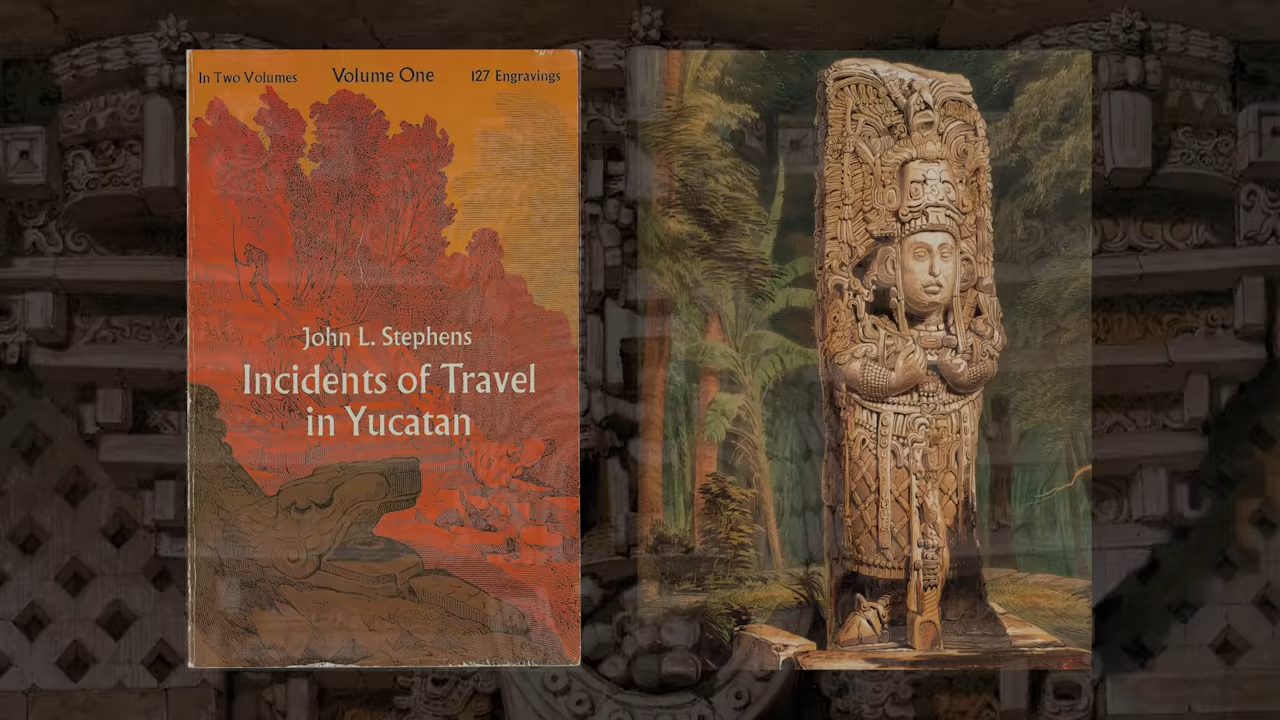 In Two Volumes Volume One 127 Engravings
John L. Stephens
Incidents of Travel
in Yucatan